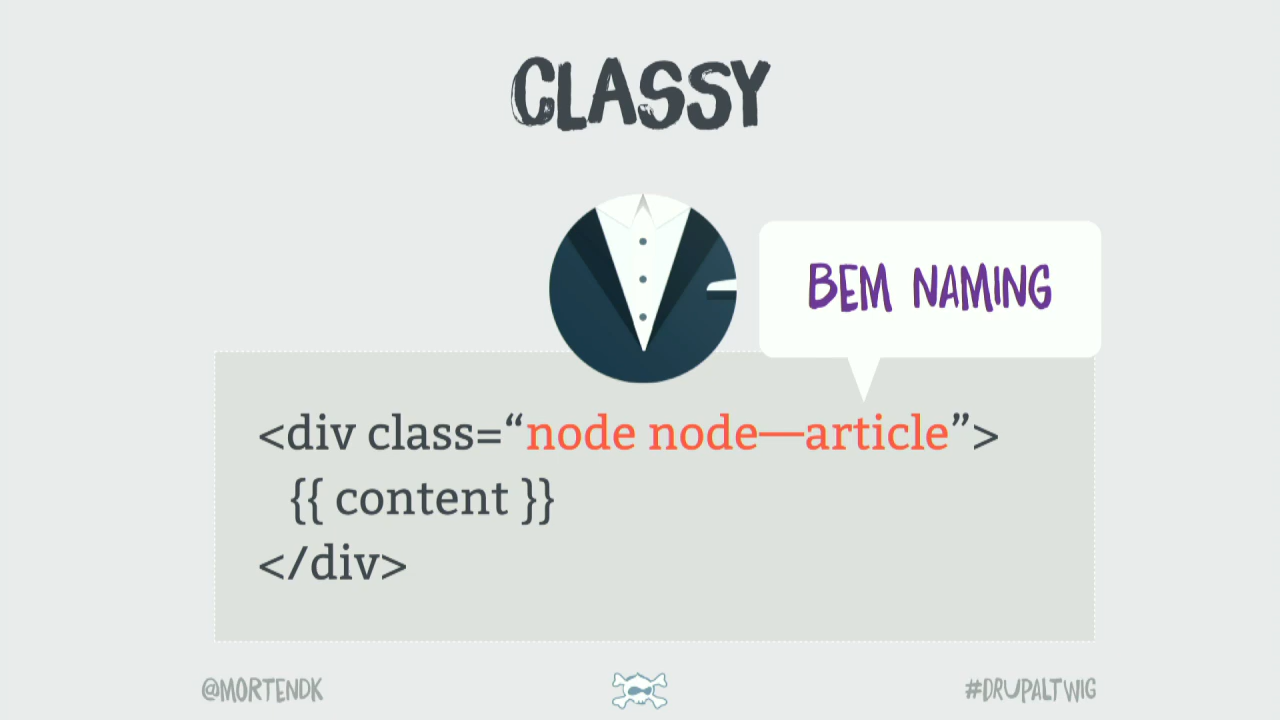 CLASSY
BEM NAMING
<div class=“node node—article”>
{{ content }}
</div>
@MORTENDK
#DRUPALTWIG